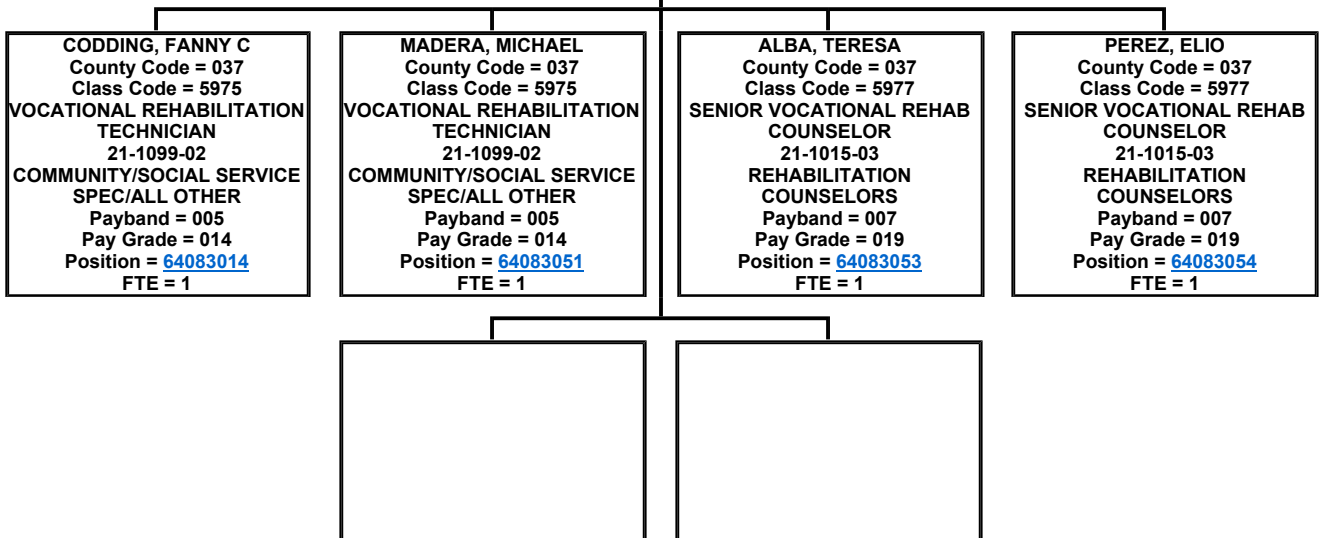 CODDING, FANNY C
County Code = 037
Class Code = 5975
VOCATIONAL REHABILITATION
TECHNICIAN
21-1099-02
COMMUNITY/SOCIAL SERVICE
SPEC/ALL OTHER
Payband = 005
Pay Grade = 014
Position = 64083014
FTE = 1
MADERA, MICHAEL
County Code = 037
Class Code = 5975
VOCATIONAL REHABILITATION
TECHNICIAN
21-1099-02
COMMUNITY/SOCIAL SERVICE
SPEC/ALL OTHER
Payband = 005
Pay Grade = 014
Position = 64083051
FTE = 1
ALBA, TERESA
County Code = 037
Class Code = 5977
SENIOR VOCATIONAL REHAB
COUNSELOR
21-1015-03
REHABILITATION
COUNSELORS
Payband = 007
Pay Grade = 019
Position = 64083053
FTE = 1
PEREZ, ELIO
County Code = 037
Class Code = 5977
SENIOR VOCATIONAL REHAB
COUNSELOR
21-1015-03
REHABILITATION
COUNSELORS
Payband = 007
Pay Grade = 019
Position = 64083054
FTE = 1